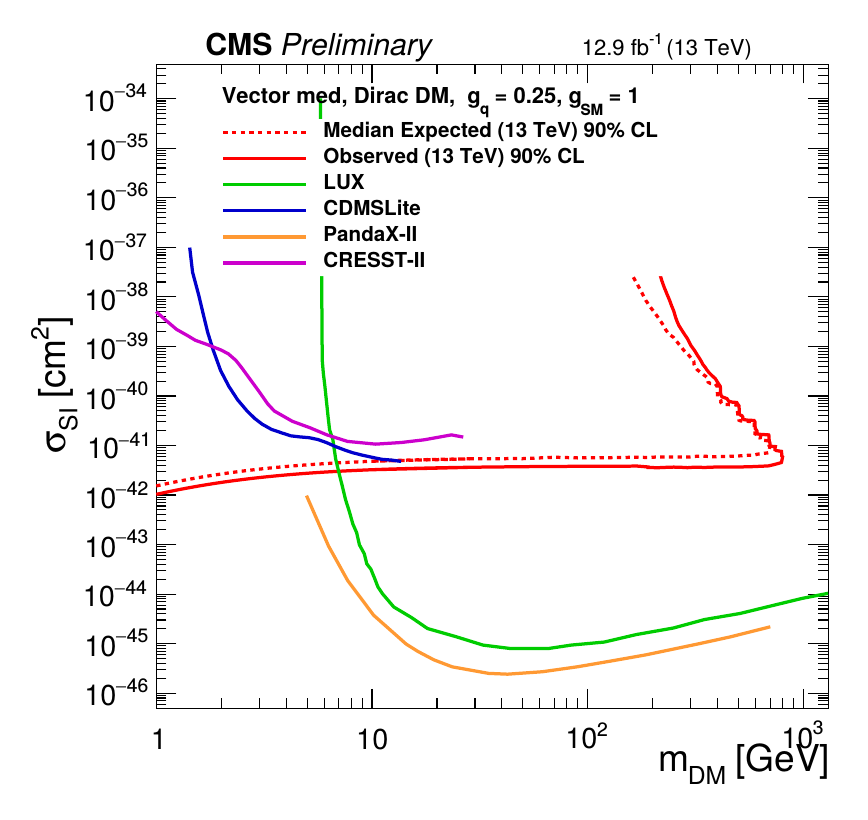 CMS Preliminary 12.9 fb⁻¹ (13 TeV)
Vector med, Dirac DM, g_q = 0.25, g_SM = 1
Median Expected (13 TeV) 90% CL
Observed (13 TeV) 90% CL
LUX
CDMSLite
PandaX-II
CRESST-II
σ_SI [cm²]
10⁻³⁴
10⁻³⁵
10⁻³⁶
10⁻³⁷
10⁻³⁸
10⁻³⁹
10⁻⁴⁰
10⁻⁴¹
10⁻⁴²
10⁻⁴³
10⁻⁴⁴
10⁻⁴⁵
10⁻⁴⁶
1 10 10² 10³
m_DM [GeV]